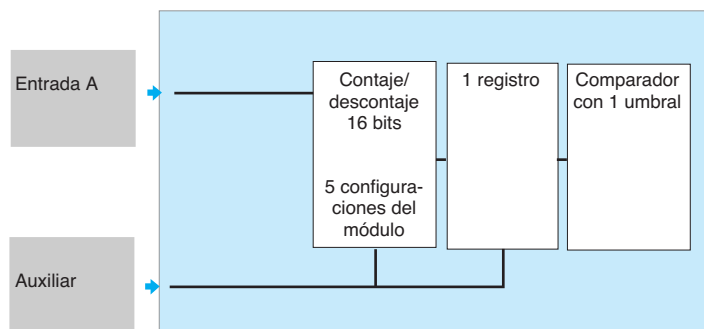 Entrada A
Contaje/
descontaje
16 bits
5 configura-
ciones del
módulo
1 registro
Comparador
con 1 umbral
Auxiliar